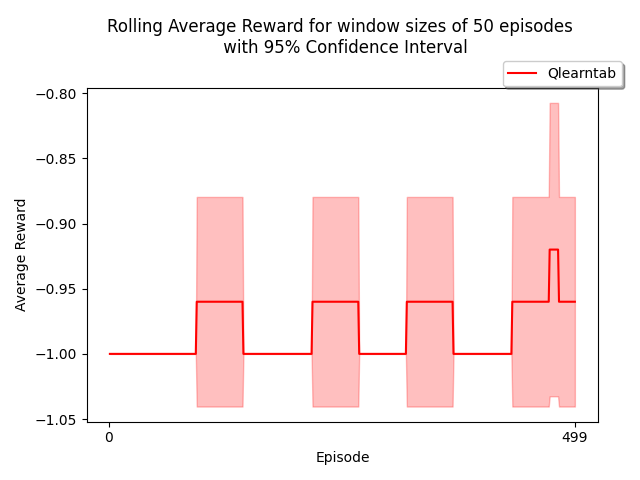 Rolling Average Reward for window sizes of 50 episodes
with 95% Confidence Interval
Qlearntab
−0.80
−0.85
−0.90
−0.95
−1.00
−1.05
Average Reward
0
499
Episode